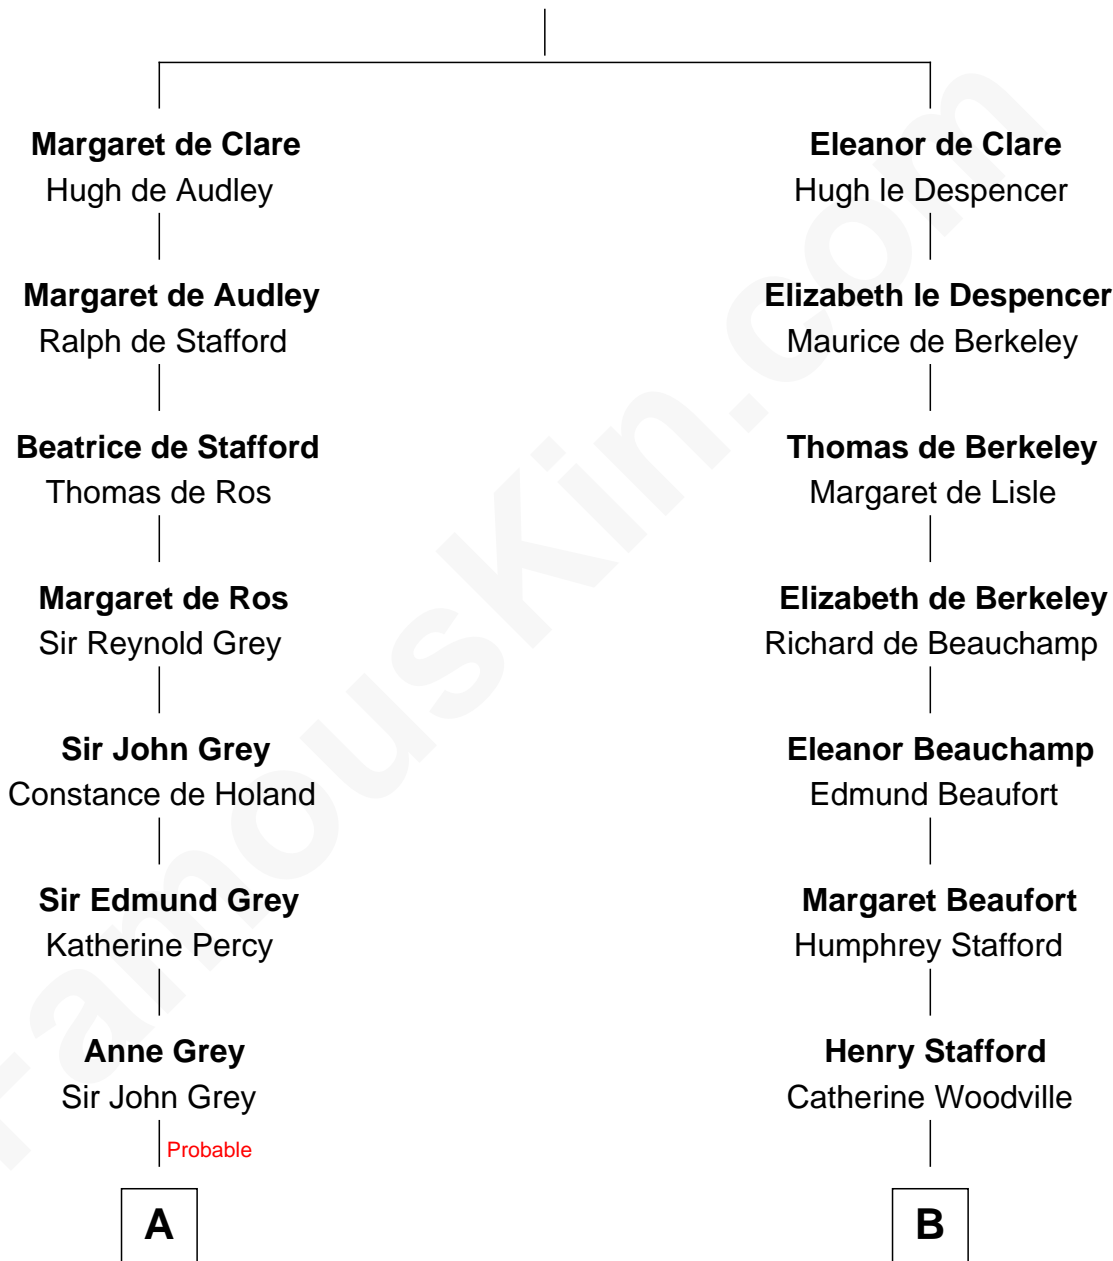 Margaret de Clare
Hugh de Audley
Eleanor de Clare
Hugh le Despencer
Margaret de Audley
Ralph de Stafford
Elizabeth le Despencer
Maurice de Berkeley
Beatrice de Stafford
Thomas de Ros
Thomas de Berkeley
Margaret de Lisle
Margaret de Ros
Sir Reynold Grey
Elizabeth de Berkeley
Richard de Beauchamp
Sir John Grey
Constance de Holand
Eleanor Beauchamp
Edmund Beaufort
Sir Edmund Grey
Katherine Percy
Margaret Beaufort
Humphrey Stafford
Anne Grey
Sir John Grey
Henry Stafford
Catherine Woodville
Probable
A
B
FamousKin.com